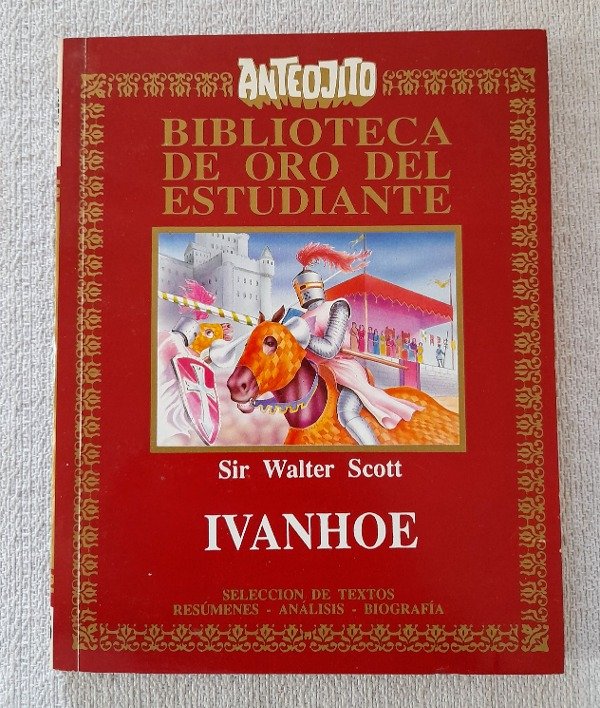 ANTEOJITO
BIBLIOTECA
DE ORO DEL
ESTUDIANTE
Sir Walter Scott
IVANHOE
SELECCION DE TEXTOS
RESÚMENES - ANÁLISIS - BIOGRAFÍA